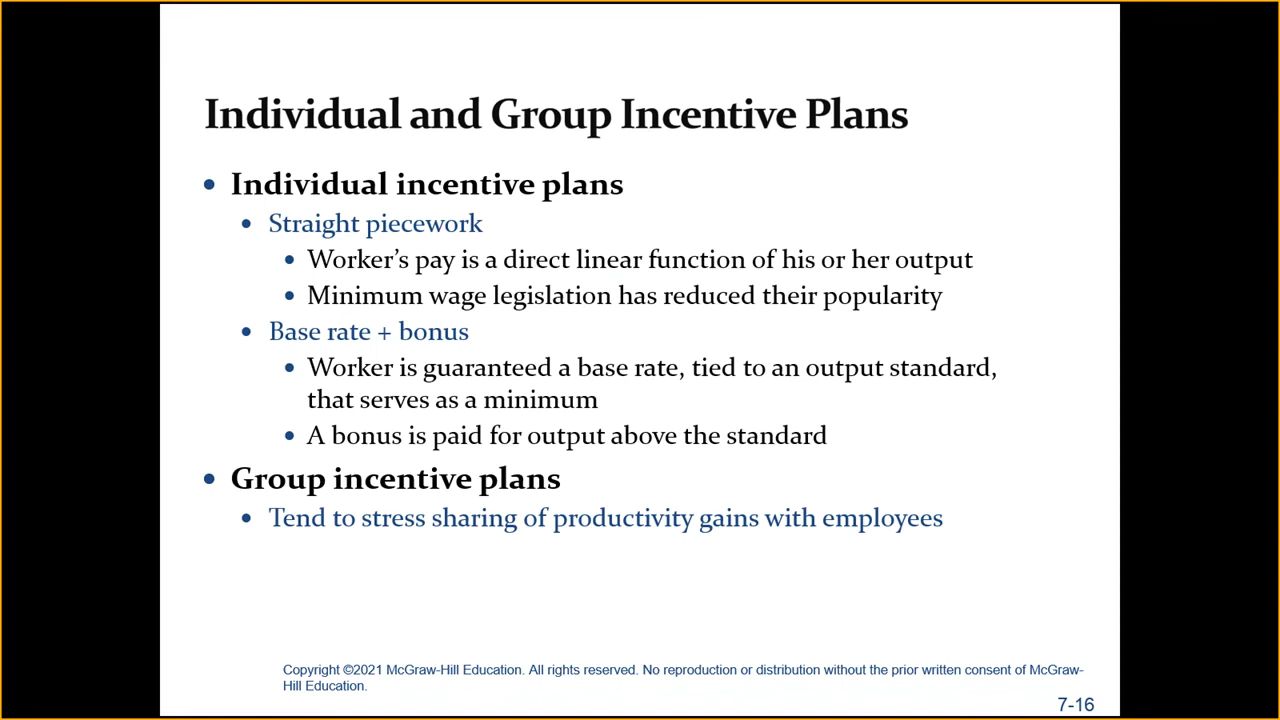 Individual and Group Incentive Plans
• Individual incentive plans
• Straight piecework
• Worker’s pay is a direct linear function of his or her output
• Minimum wage legislation has reduced their popularity
• Base rate + bonus
• Worker is guaranteed a base rate, tied to an output standard,
that serves as a minimum
• A bonus is paid for output above the standard
• Group incentive plans
• Tend to stress sharing of productivity gains with employees
Copyright ©2021 McGraw-Hill Education. All rights reserved. No reproduction or distribution without the prior written consent of McGraw-
Hill Education.
7-16